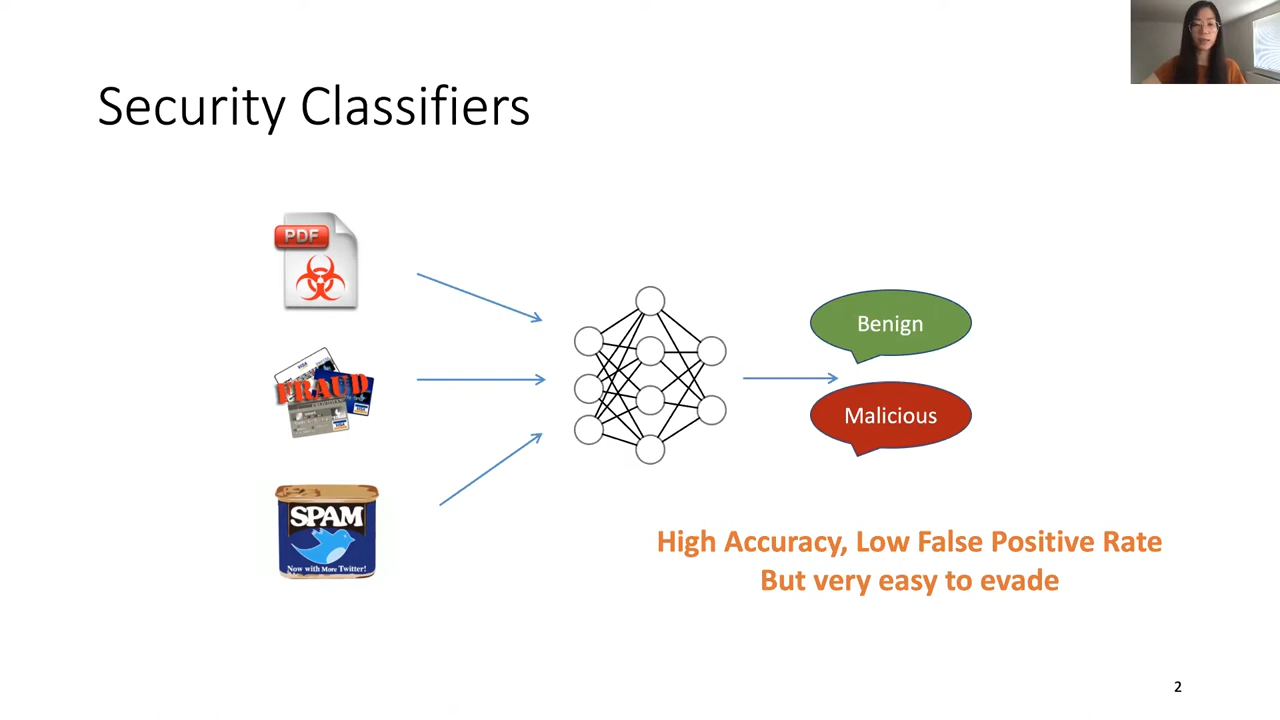 Security Classifiers
PDF
VISA
FRAUD
SPAM
Now with More Twitter!
Benign
Malicious
High Accuracy, Low False Positive Rate
But very easy to evade
2